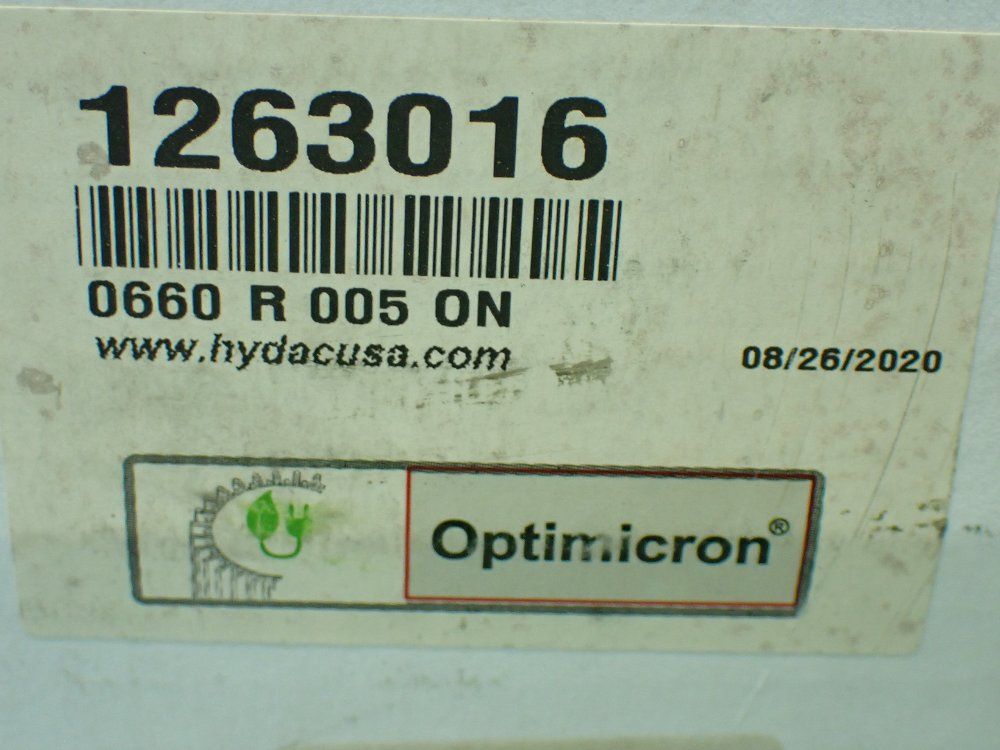 1263016
0660 R 005 ON
www.hydacusa.com
08/26/2020
Optimicron®